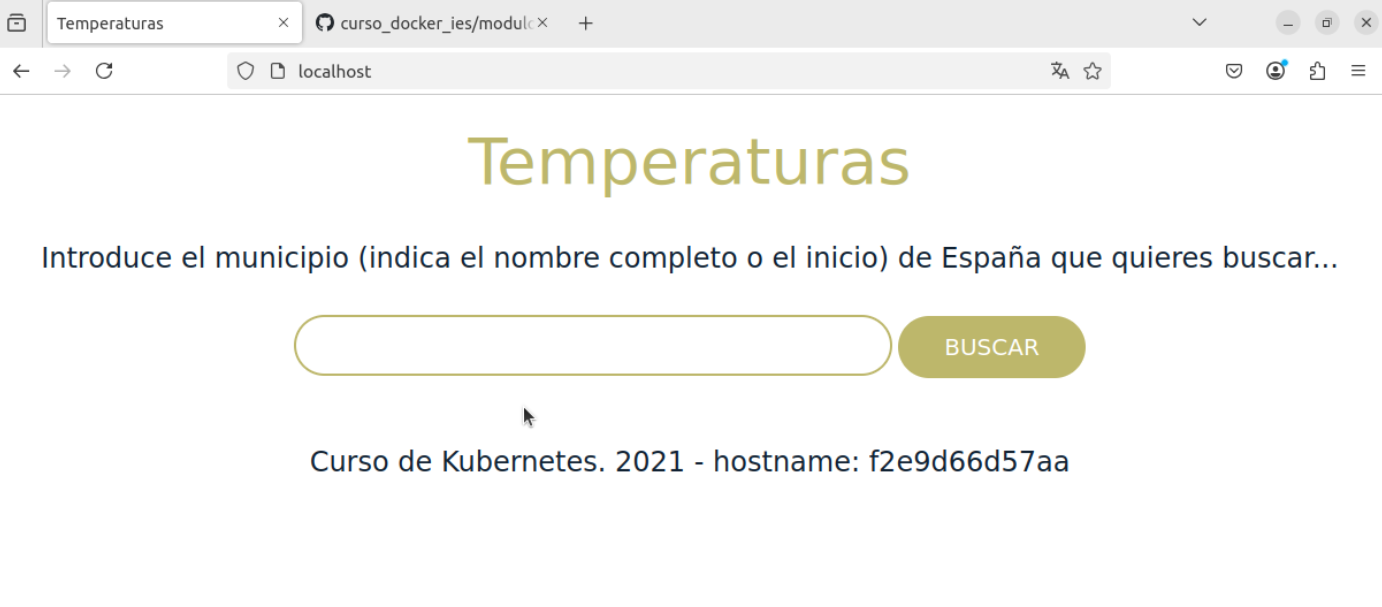 Temperaturas
curso_docker_ies/modulo
localhost
Temperaturas
Introduce el municipio (indica el nombre completo o el inicio) de España que quieres buscar...
BUSCAR
Curso de Kubernetes. 2021 - hostname: f2e9d66d57aa